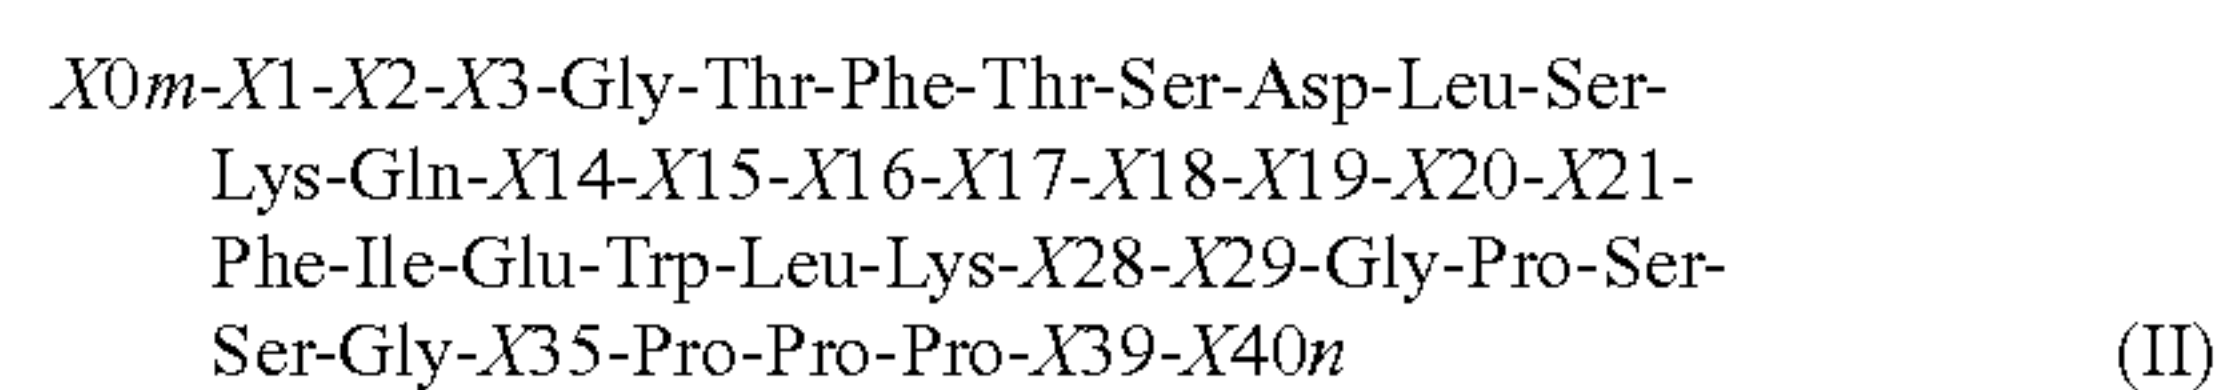 X0m-X1-X2-X3-Gly-Thr-Phe-Thr-Ser-Asp-Leu-Ser-
Lys-Gln-X14-X15-X16-X17-X18-X19-X20-X21-
Phe-Ile-Glu-Trp-Leu-Lys-X28-X29-Gly-Pro-Ser-
Ser-Gly-X35-Pro-Pro-Pro-X39-X40n (II)